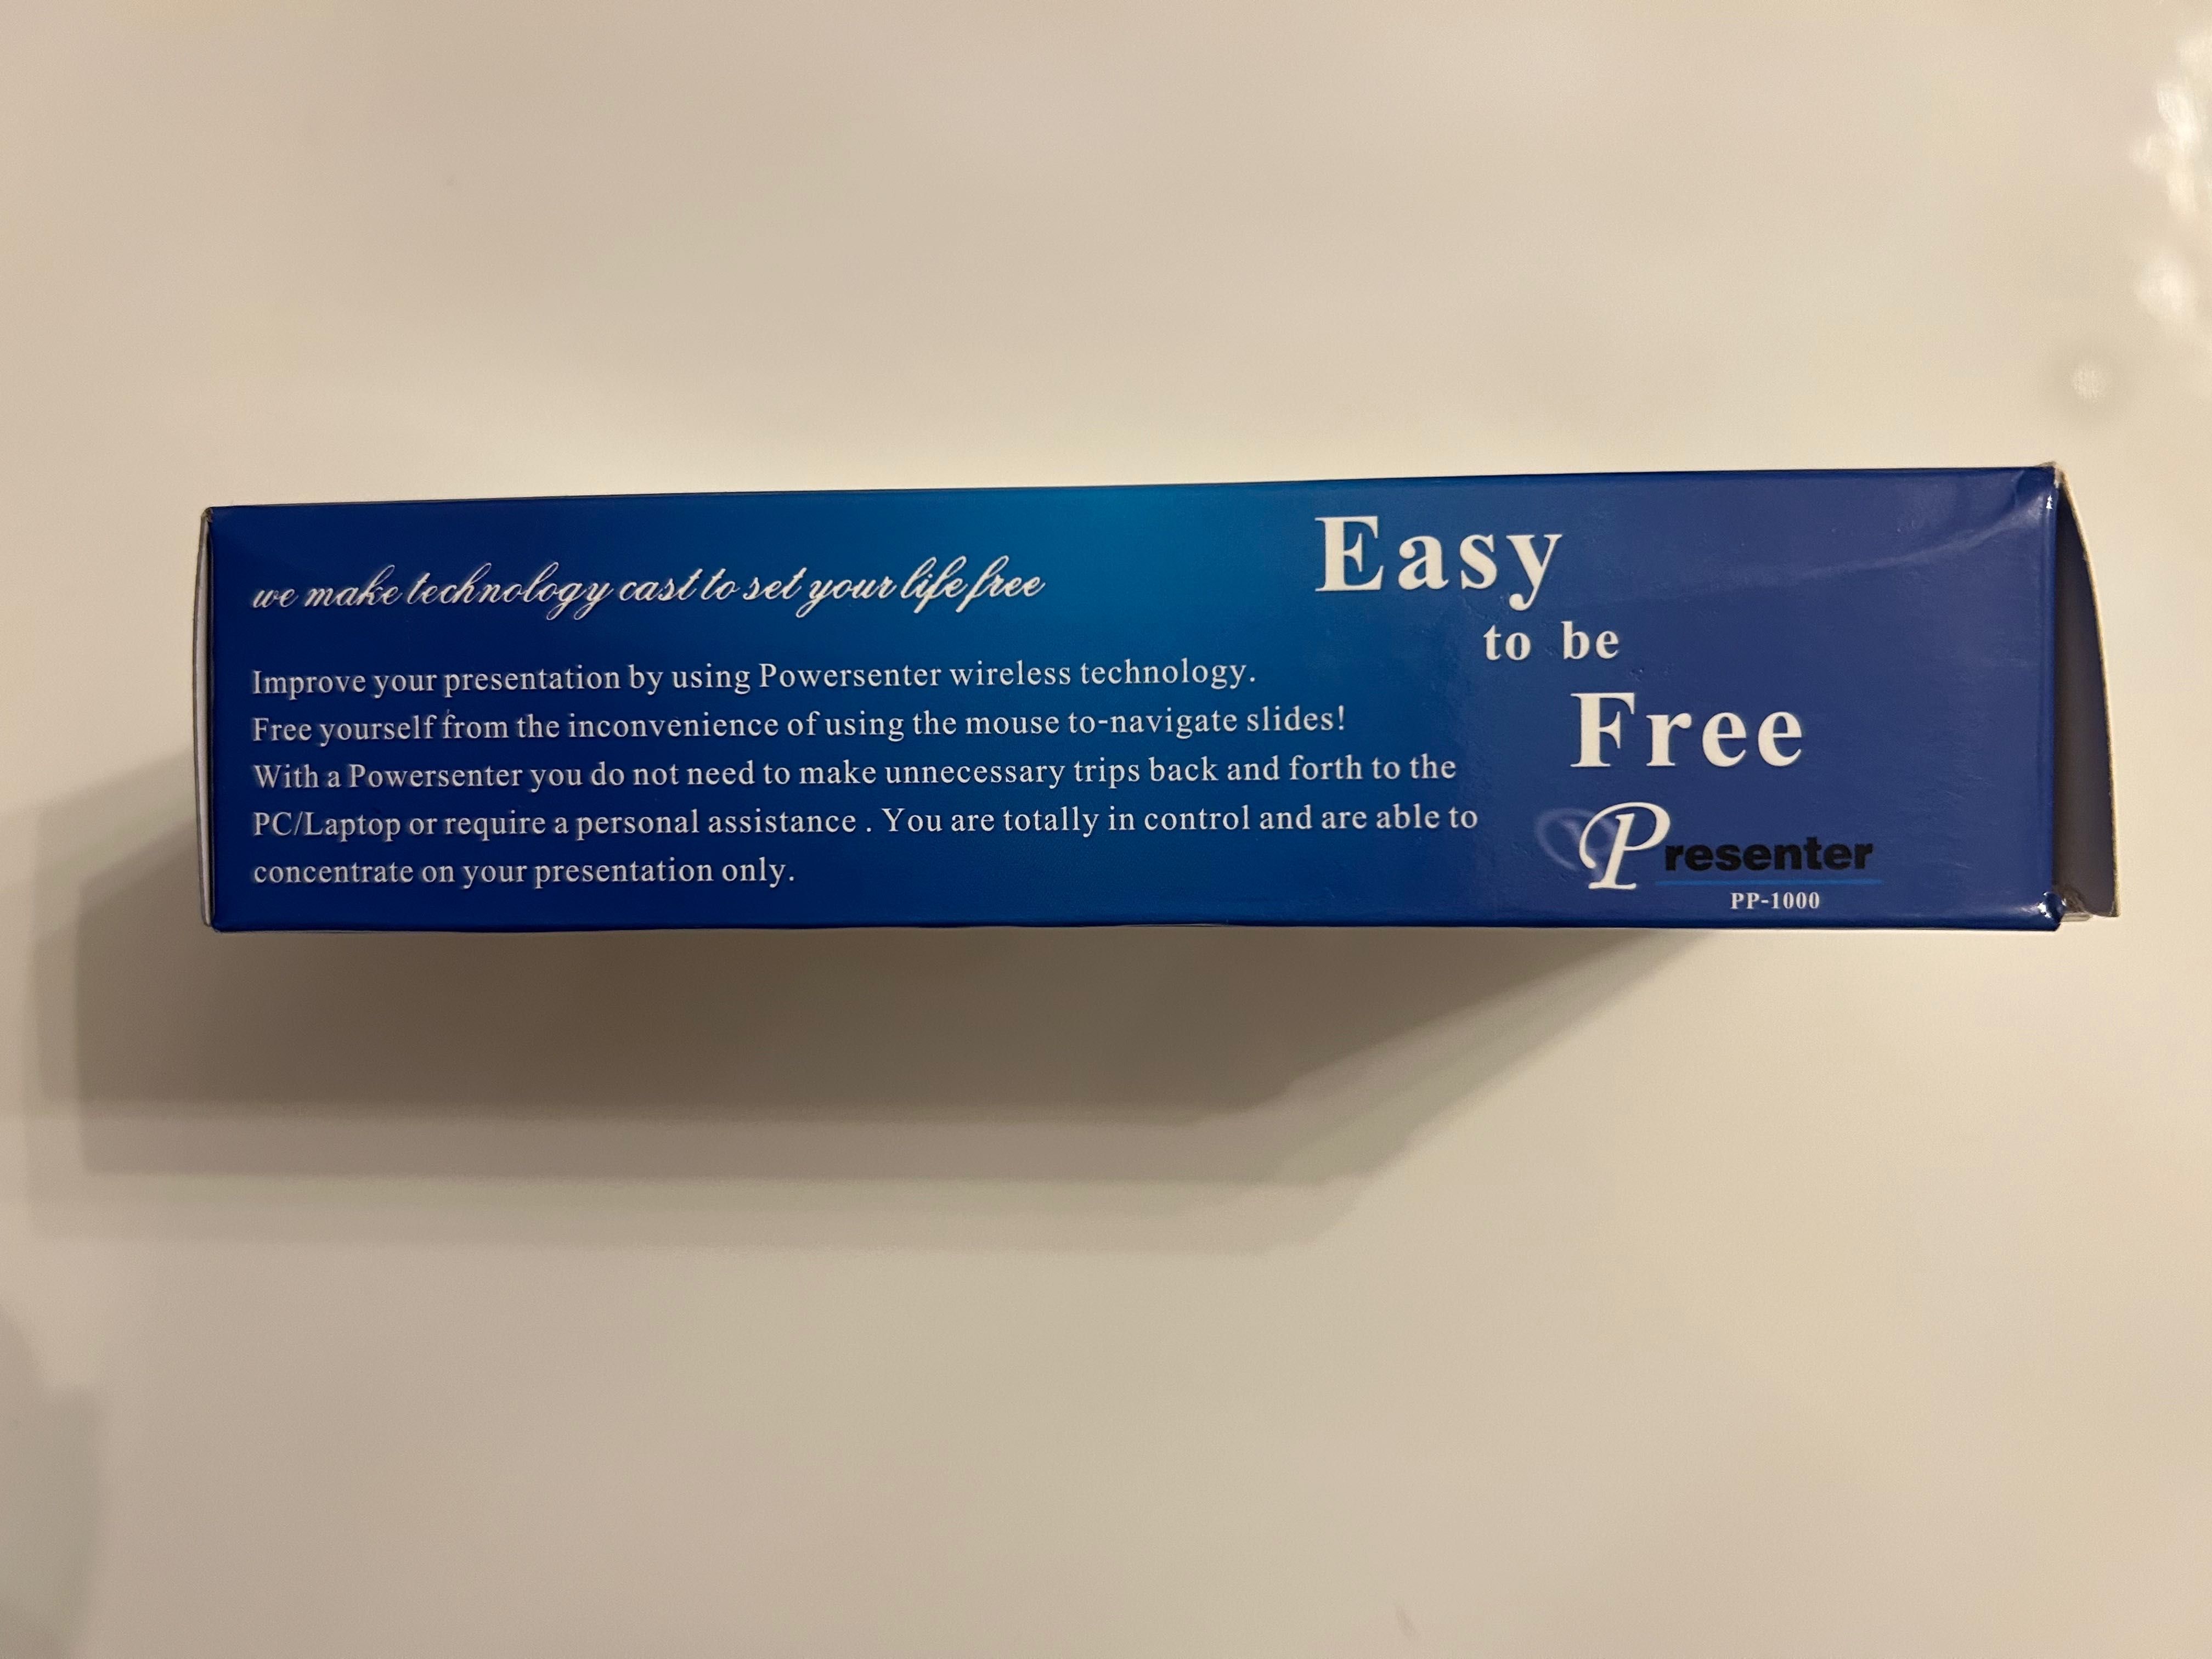 we make technology cast to set your life free
Improve your presentation by using Powersenter wireless technology.
Free yourself from the inconvenience of using the mouse to-navigate slides!
With a Powersenter you do not need to make unnecessary trips back and forth to the
PC/Laptop or require a personal assistance . You are totally in control and are able to
concentrate on your presentation only.
Easy
to be
Free
Presenter
PP-1000